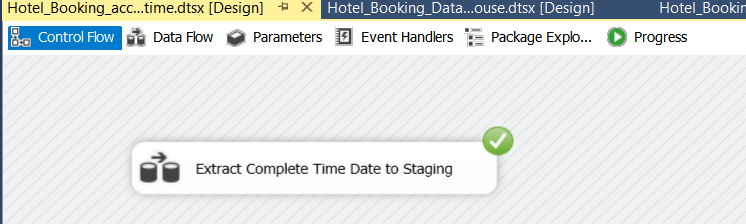 Hotel_Booking_acc...time.dtsx [Design] Hotel_Booking_Data...ouse.dtsx [Design] Hotel_Bookin
Control Flow Data Flow Parameters Event Handlers Package Explo... Progress
Extract Complete Time Date to Staging